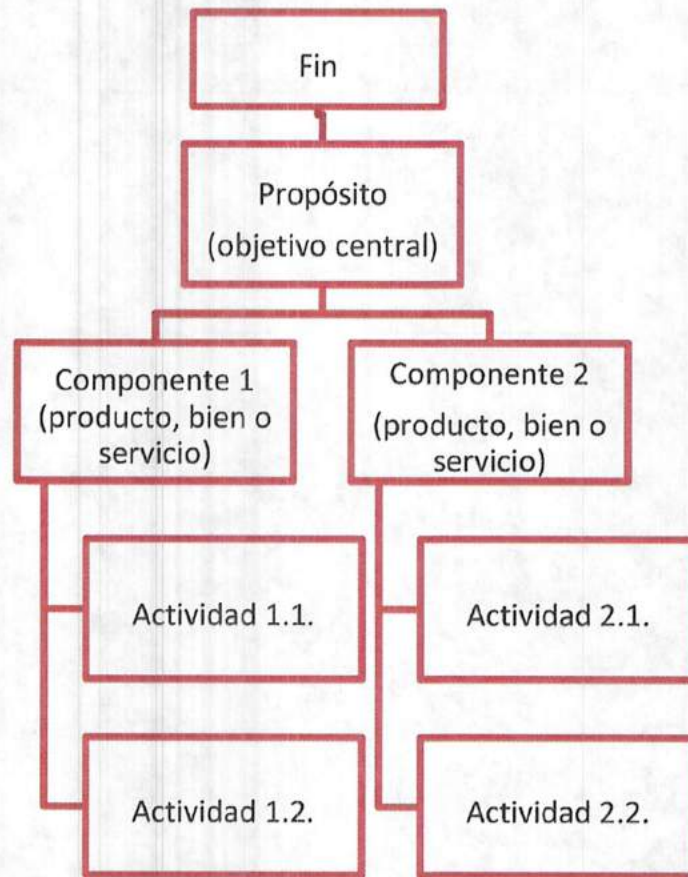 Fin
Propósito
(objetivo central)
Componente 1
(producto, bien o
servicio)
Componente 2
(producto, bien o
servicio)
Actividad 1.1.
Actividad 2.1.
Actividad 1.2.
Actividad 2.2.